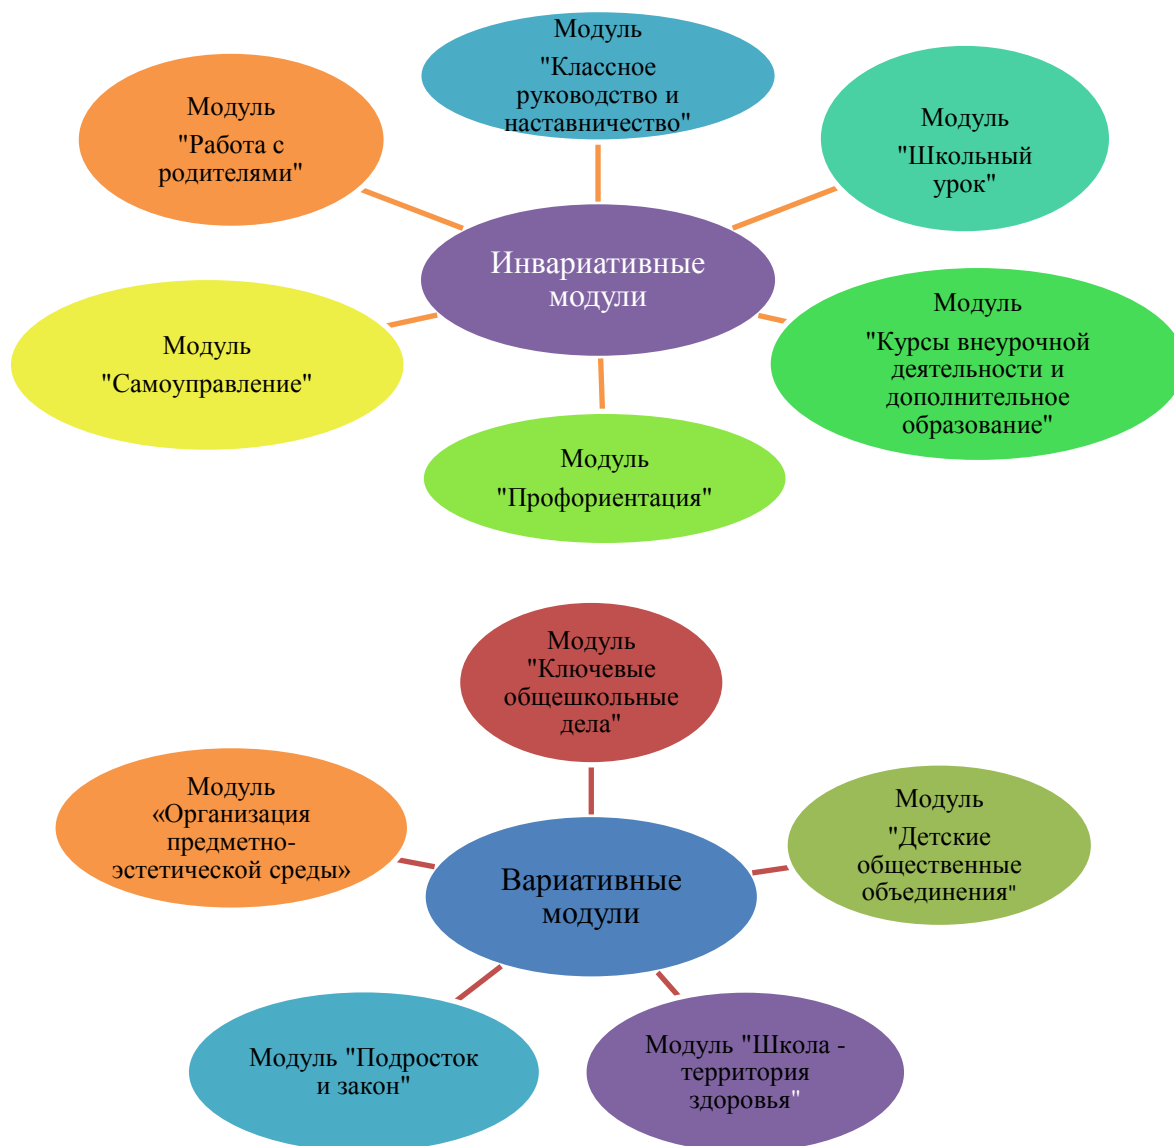 Модуль
"Классное
руководство и
наставничество"
Модуль
"Работа с
родителями"
Модуль
"Школьный
урок"
Инвариативные
модули
Модуль
"Самоуправление"
Модуль
"Курсы внеурочной
деятельности и
дополнительное
образование"
Модуль
"Профориентация"
Модуль
"Ключевые
общешкольные
дела"
Модуль
«Организация
предметно-
эстетической среды»
Модуль
"Детские
общественные
объединения"
Вариативные
модули
Модуль "Подросток
и закон"
Модуль "Школа -
территория
здоровья"